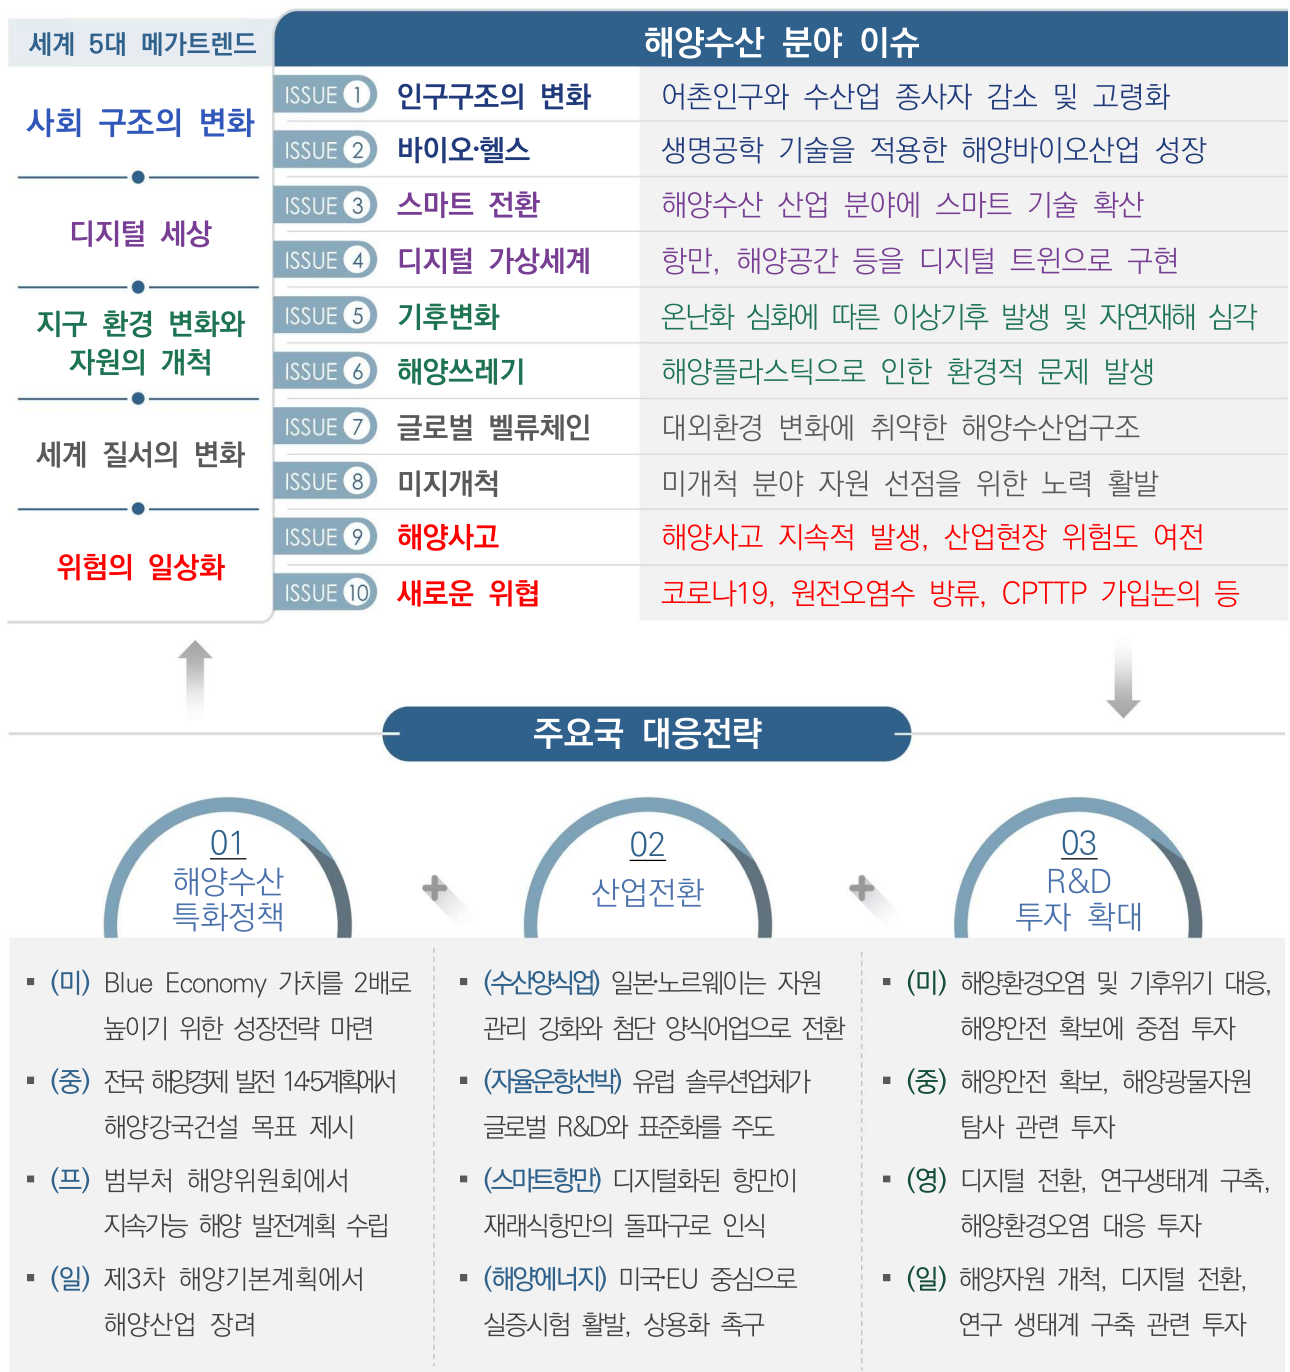 세계 5대 메가트렌드
해양수산 분야 이슈
사회 구조의 변화
ISSUE 1 인구구조의 변화 어촌인구와 수산업 종사자 감소 및 고령화
ISSUE 2 바이오·헬스 생명공학 기술을 적용한 해양바이오산업 성장
디지털 세상
ISSUE 3 스마트 전환 해양수산 산업 분야에 스마트 기술 확산
ISSUE 4 디지털 가상세계 항만, 해양공간 등을 디지털 트윈으로 구현
지구 환경 변화와
자원의 개척
ISSUE 5 기후변화 온난화 심화에 따른 이상기후 발생 및 자연재해 심각
ISSUE 6 해양쓰레기 해양플라스틱으로 인한 환경적 문제 발생
세계 질서의 변화
ISSUE 7 글로벌 벨류체인 대외환경 변화에 취약한 해양수산업구조
ISSUE 8 미지개척 미개척 분야 자원 선점을 위한 노력 활발
위험의 일상화
ISSUE 9 해양사고 해양사고 지속적 발생, 산업현장 위험도 여전
ISSUE 10 새로운 위협 코로나19, 원전오염수 방류, CPTTP 가입논의 등
주요국 대응전략
01
해양수산
특화정책
▪ (미) Blue Economy 가치를 2배로
높이기 위한 성장전략 마련
▪ (중) 전국 해양경제 발전 14·5계획에서
해양강국건설 목표 제시
▪ (프) 범부처 해양위원회에서
지속가능 해양 발전계획 수립
▪ (일) 제3차 해양기본계획에서
해양산업 장려
02
산업전환
▪ (수산양식업) 일본·노르웨이는 자원
관리 강화와 첨단 양식어업으로 전환
▪ (자율운항선박) 유럽 솔루션업체가
글로벌 R&D와 표준화를 주도
▪ (스마트항만) 디지털화된 항만이
재래식항만의 돌파구로 인식
▪ (해양에너지) 미국·EU 중심으로
실증시험 활발, 상용화 촉구
03
R&D
투자 확대
▪ (미) 해양환경오염 및 기후위기 대응,
해양안전 확보에 중점 투자
▪ (중) 해양안전 확보, 해양광물자원
탐사 관련 투자
▪ (영) 디지털 전환, 연구생태계 구축,
해양환경오염 대응 투자
▪ (일) 해양자원 개척, 디지털 전환,
연구 생태계 구축 관련 투자